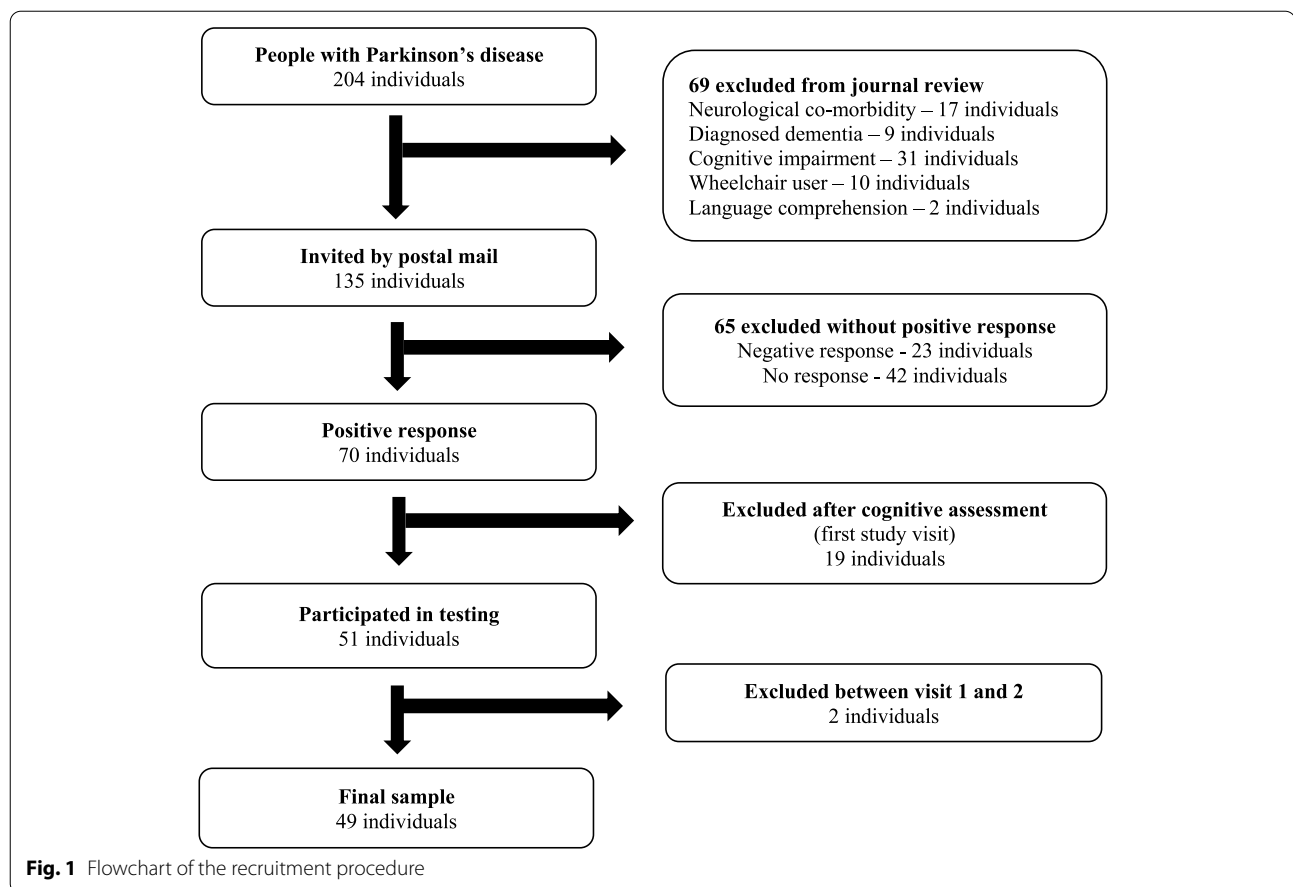 People with Parkinson's disease
204 individuals
69 excluded from journal review
Neurological co-morbidity – 17 individuals
Diagnosed dementia – 9 individuals
Cognitive impairment – 31 individuals
Wheelchair user – 10 individuals
Language comprehension – 2 individuals
Invited by postal mail
135 individuals
65 excluded without positive response
Negative response - 23 individuals
No response - 42 individuals
Positive response
70 individuals
Excluded after cognitive assessment
(first study visit)
19 individuals
Participated in testing
51 individuals
Excluded between visit 1 and 2
2 individuals
Final sample
49 individuals
Fig. 1 Flowchart of the recruitment procedure